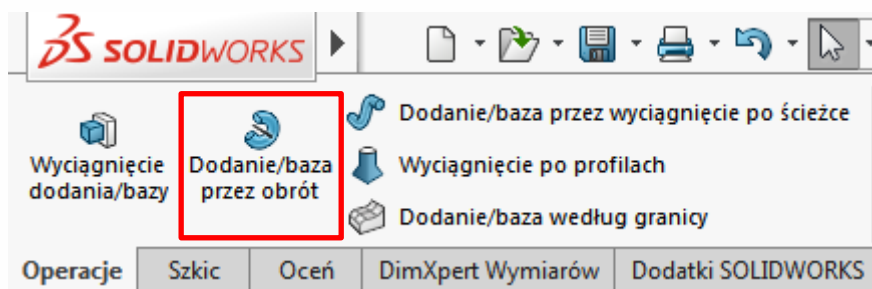 SOLIDWORKS
Wyciągnięcie
dodania/bazy
Dodanie/baza
przez obrót
Dodanie/baza przez wyciągnięcie po ścieżce
Wyciągnięcie po profilach
Dodanie/baza według granicy
Operacje
Szkic
Oceń
DimXpert Wymiarów
Dodatki SOLIDWORKS